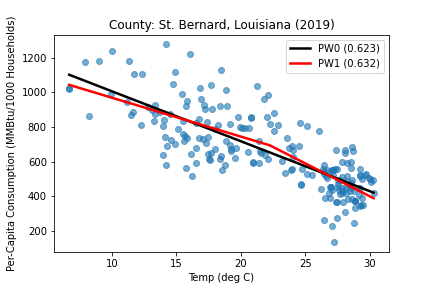 County: St. Bernard, Louisiana (2019)
Per-Capita Consumption (MMBtu/1000 Households)
1200
1000
800
600
400
200
PW0 (0.623)
PW1 (0.632)
10 15 20 25 30
Temp (deg C)